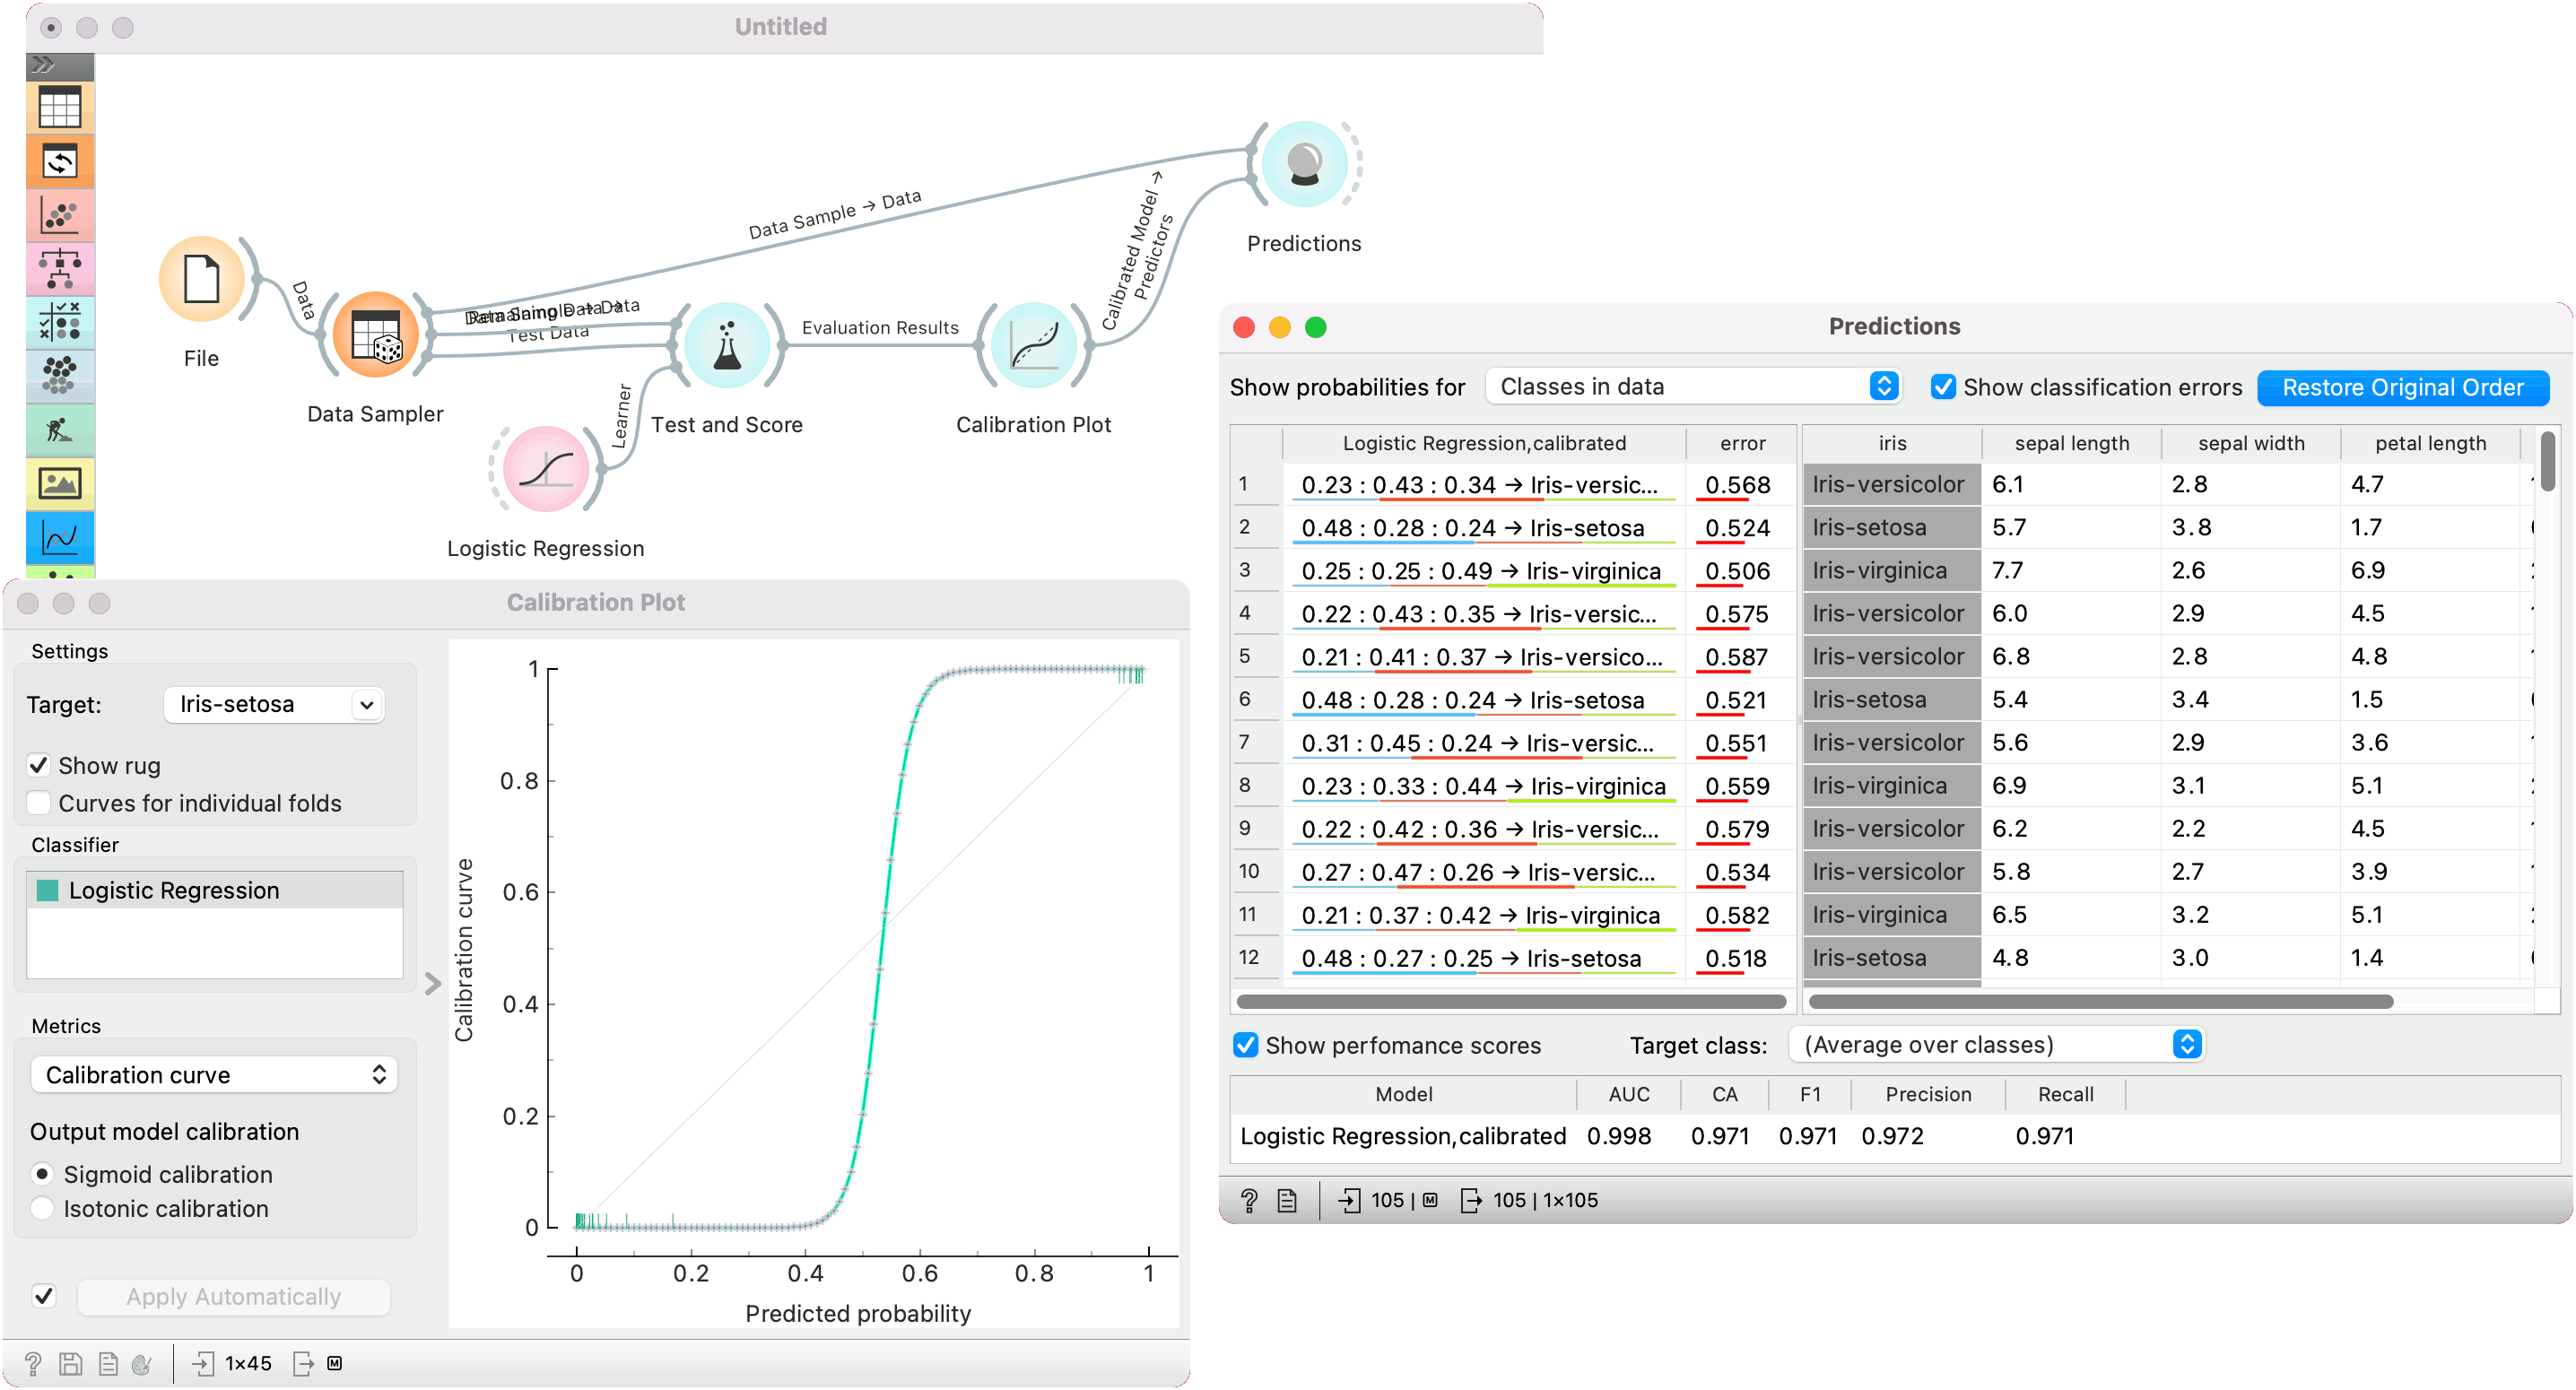 Untitled
Data Sample → Data
Calibrated Model →
Predictors
Predictions
Data
File
Remaining Data →
Data Sample → Data
Test Data
Evaluation Results
Data Sampler
Learner
Test and Score
Calibration Plot
Logistic Regression
Calibration Plot
Settings
Target: Iris-setosa
Show rug
Curves for individual folds
Classifier
Logistic Regression
Metrics
Calibration curve
Output model calibration
Sigmoid calibration
Isotonic calibration
Apply Automatically
? 1×45 M
Calibration curve
1
0.8
0.6
0.4
0.2
0
0 0.2 0.4 0.6 0.8 1
Predicted probability
Predictions
Show probabilities for Classes in data Show classification errors Restore Original Order
Logistic Regression,calibrated error iris sepal length sepal width petal length
1 0.23 : 0.43 : 0.34 → Iris-versic... 0.568 Iris-versicolor 6.1 2.8 4.7
2 0.48 : 0.28 : 0.24 → Iris-setosa 0.524 Iris-setosa 5.7 3.8 1.7
3 0.25 : 0.25 : 0.49 → Iris-virginica 0.506 Iris-virginica 7.7 2.6 6.9
4 0.22 : 0.43 : 0.35 → Iris-versic... 0.575 Iris-versicolor 6.0 2.9 4.5
5 0.21 : 0.41 : 0.37 → Iris-versico... 0.587 Iris-versicolor 6.8 2.8 4.8
6 0.48 : 0.28 : 0.24 → Iris-setosa 0.521 Iris-setosa 5.4 3.4 1.5
7 0.31 : 0.45 : 0.24 → Iris-versic... 0.551 Iris-versicolor 5.6 2.9 3.6
8 0.23 : 0.33 : 0.44 → Iris-virginica 0.559 Iris-virginica 6.9 3.1 5.1
9 0.22 : 0.42 : 0.36 → Iris-versic... 0.579 Iris-versicolor 6.2 2.2 4.5
10 0.27 : 0.47 : 0.26 → Iris-versic... 0.534 Iris-versicolor 5.8 2.7 3.9
11 0.21 : 0.37 : 0.42 → Iris-virginica 0.582 Iris-virginica 6.5 3.2 5.1
12 0.48 : 0.27 : 0.25 → Iris-setosa 0.518 Iris-setosa 4.8 3.0 1.4
Show perfomance scores Target class: (Average over classes)
Model AUC CA F1 Precision Recall
Logistic Regression,calibrated 0.998 0.971 0.971 0.972 0.971
? 105 | M 105 | 1×105